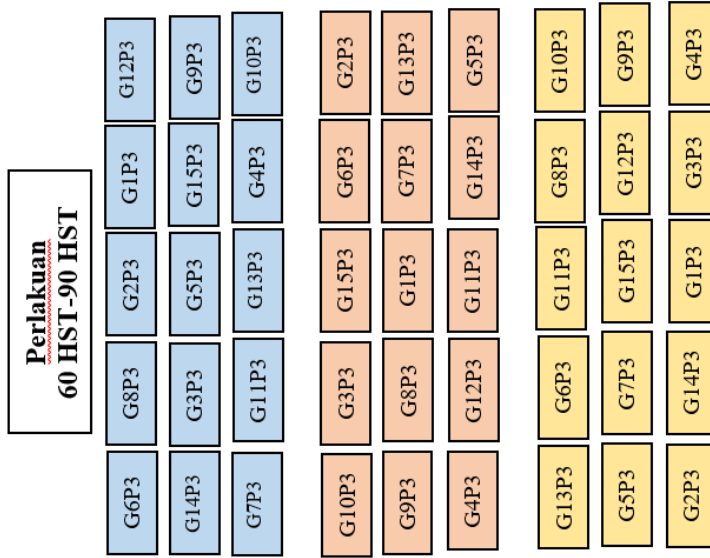 Perlakuan
60 HST-90 HST
G6P3 G8P3 G2P3 G1P3 G12P3
G14P3 G3P3 G5P3 G15P3 G9P3
G7P3 G11P3 G13P3 G4P3 G10P3
G10P3 G3P3 G15P3 G6P3 G2P3
G9P3 G8P3 G1P3 G7P3 G13P3
G4P3 G12P3 G11P3 G14P3 G5P3
G13P3 G6P3 G11P3 G8P3 G10P3
G5P3 G7P3 G15P3 G12P3 G9P3
G2P3 G14P3 G1P3 G3P3 G4P3